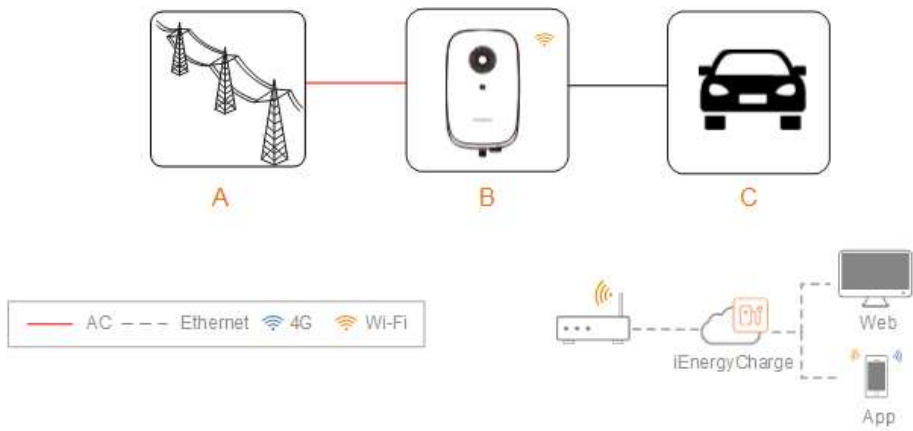 A
B
C
AC
Ethernet
4G
Wi-Fi
iEnergyCharge
Web
App